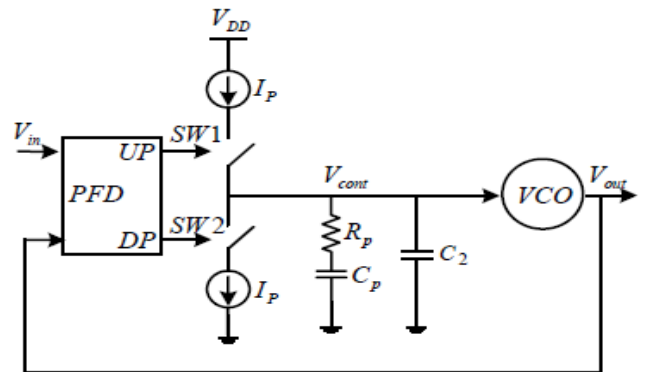 V_DD
I_P
V_in
SW1
UP
PFD
V_cont
VCO
V_out
SW2
DP
R_p
C_p
C_2
I_P